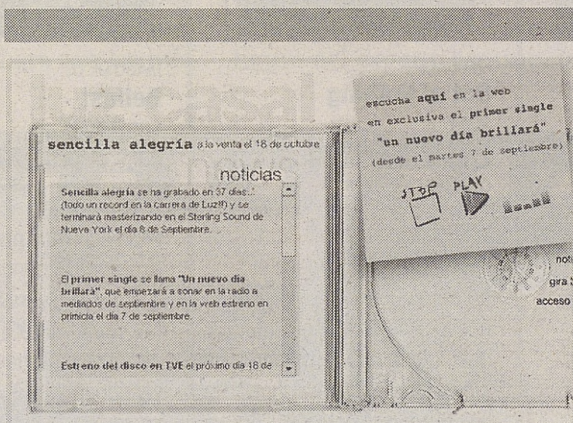 sencilla alegría a la venta el 18 de octubre
noticias
Sencilla alegría se ha grabado en 37 días..!
(todo un record en la carrera de Luz!!!) y se
terminará masterizando en el Sterling Sound de
Nueva York el día 8 de Septiembre.
El primer single se llama "Un nuevo día
brillará", que empezará a sonar en la radio a
mediados de septiembre y en la web estreno en
primicia el día 7 de septiembre.
Estreno del disco en TVE el próximo día 18 de
escucha aquí en la web
en exclusiva el primer single
"un nuevo día brillará"
(desde el martes 7 de septiembre)
STOP PLAY
noti
gira
acceso